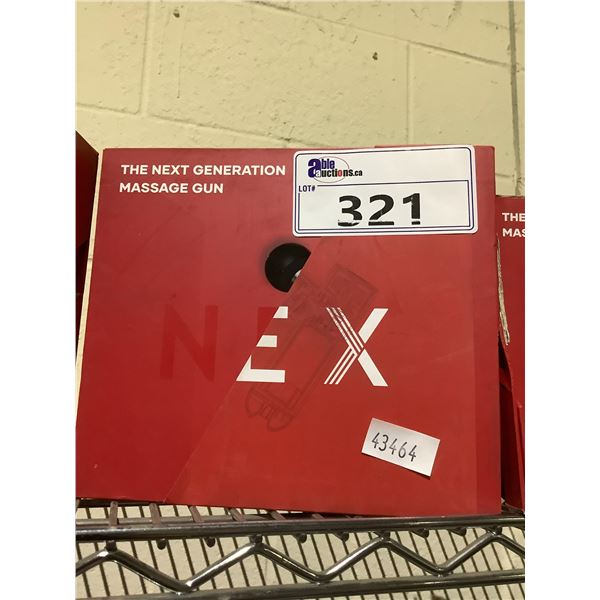 THE NEXT GENERATION
MASSAGE GUN
able
auctions.ca
LOT#
321
NEX
43464
THE
MAS